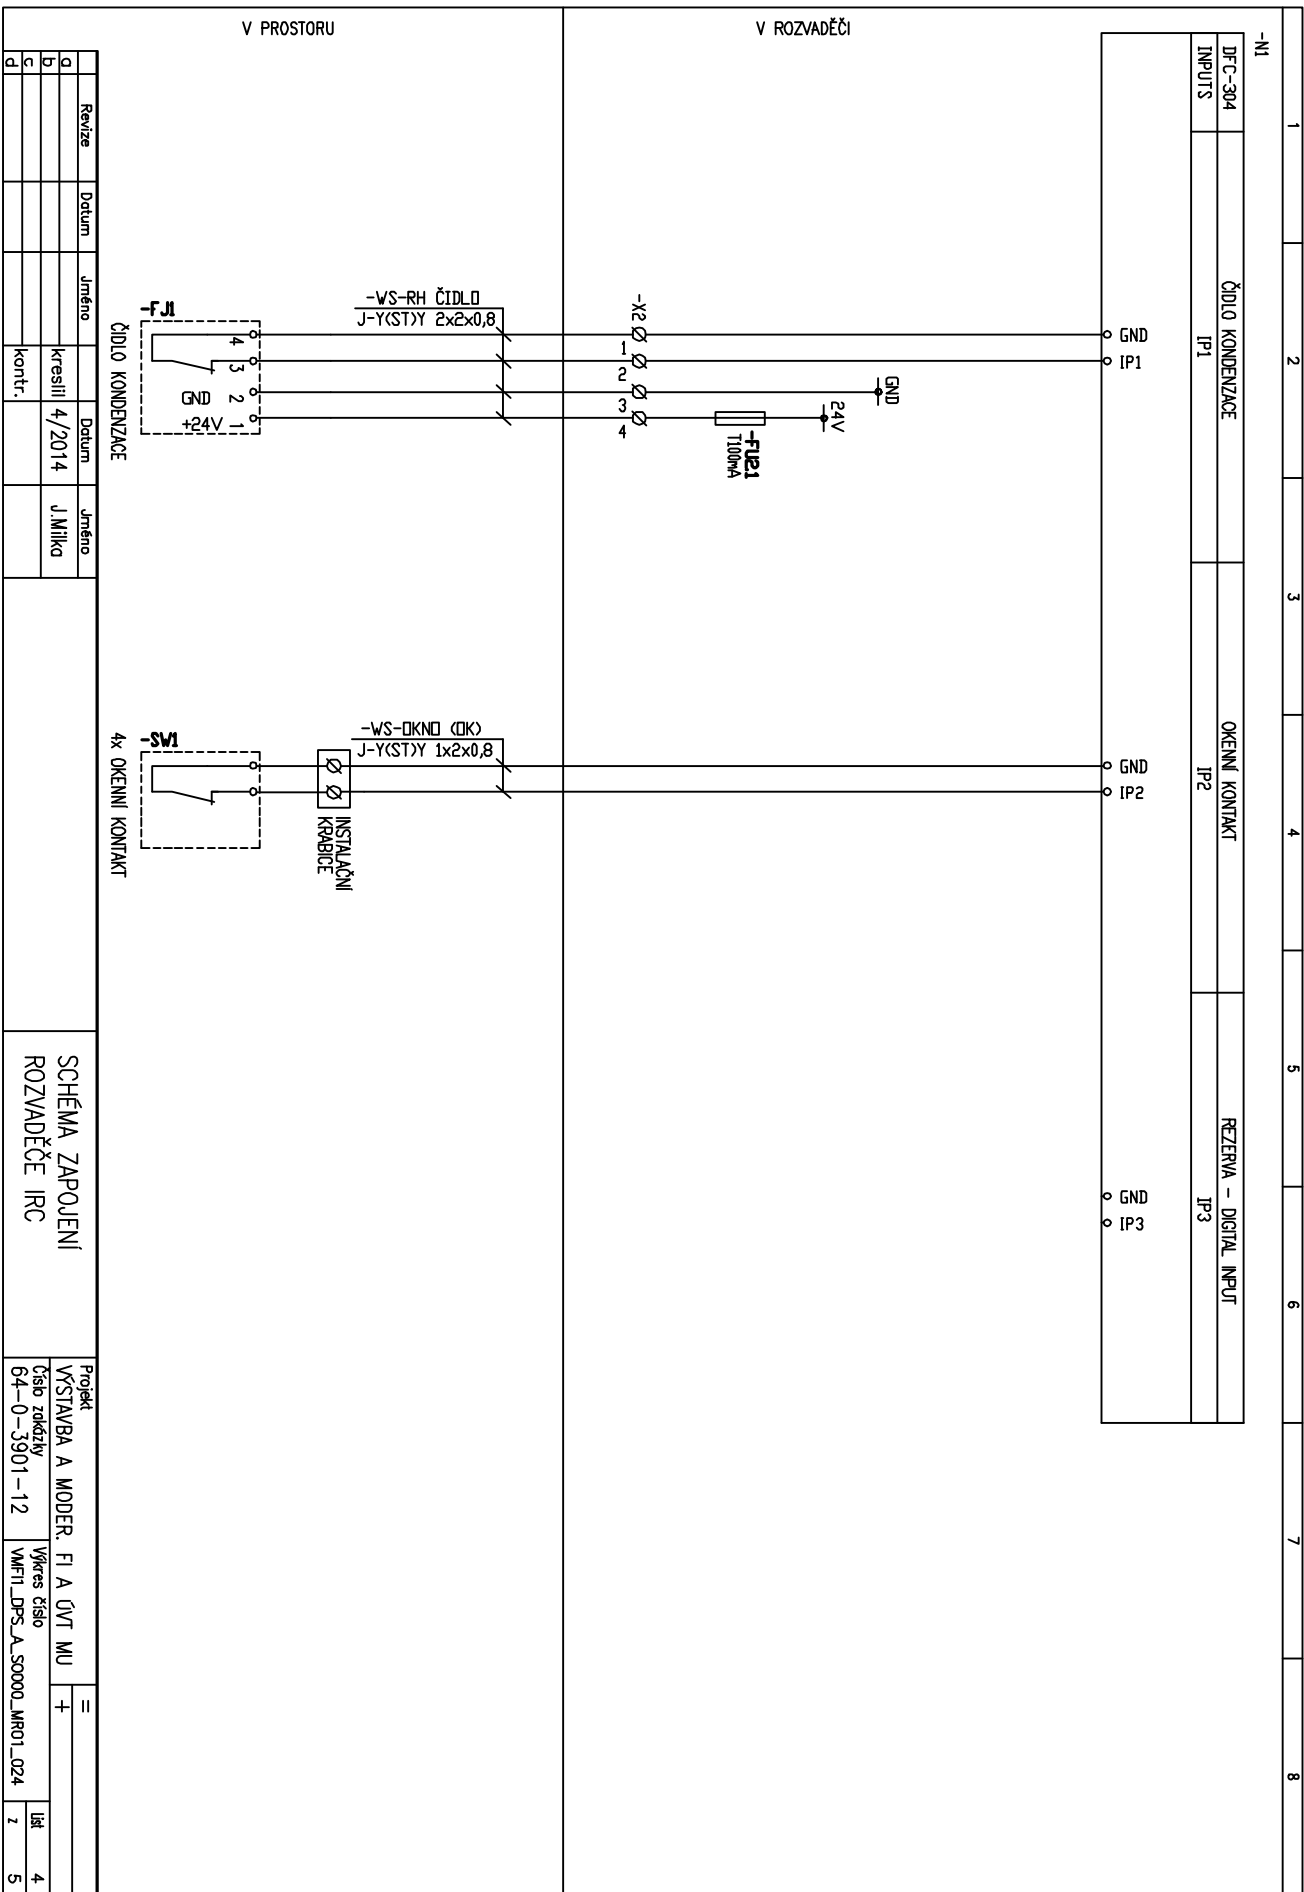 1
2
3
4
5
6
7
8
-N1
DFC-304
INPUTS
ČIDLO KONDENZACE
IP1
OKENNÍ KONTAKT
IP2
REZERVA - DIGITAL INPUT
IP3
GND
IP1
GND
IP2
GND
IP3
V ROZVADĚČI
GND
24V
-FU2.1
T100mA
-X2
1
2
3
4
V PROSTORU
-WS-RH ČIDLO
J-Y(ST)Y 2x2x0,8
-WS-OKNO (OK)
J-Y(ST)Y 1x2x0,8
INSTALAČNÍ
KRABICE
-FJ1
4
3
2
1
GND
+24V
ČIDLO KONDENZACE
-SW1
4x OKENNÍ KONTAKT
Revize
Datum
Jméno
Datum
Jméno
a
b
c
d
kreslil
4/2014
J.Milka
kontr.
SCHÉMA ZAPOJENÍ
ROZVADĚČE IRC
Projekt
VÝSTAVBA A MODER. FI A ÚVT MU
=
+
Číslo zakázky
64-0-3901-12
Výkres číslo
VMFI1_DPS_A_SO000_MR01_024
List
4
z
5